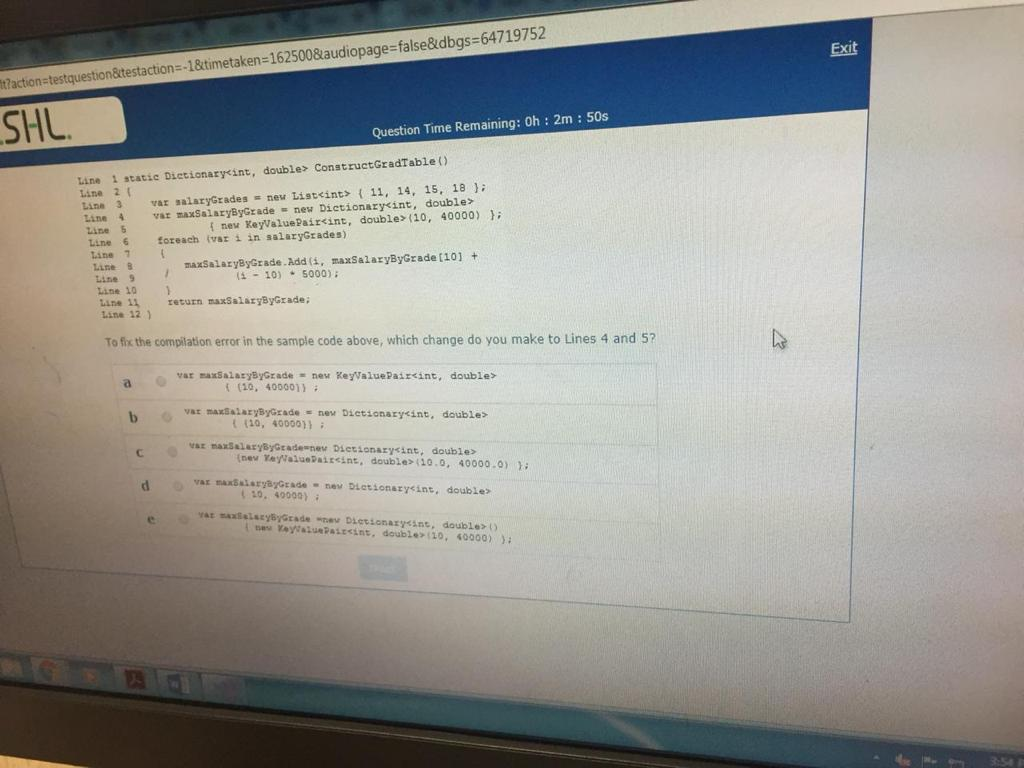 lt?action=testquestion&testaction=-1&timetaken=162500&audiopage=false&dbgs=64719752
Exit
SHL.
Question Time Remaining: 0h : 2m : 50s
Line 1 static Dictionary<int, double> ConstructGradTable()
Line 2 {
Line 3 var salaryGrades = new List<int> { 11, 14, 15, 18 };
Line 4 var maxSalaryByGrade = new Dictionary<int, double>
Line 5 { new KeyValuePair<int, double>(10, 40000) };
Line 6 foreach (var i in salaryGrades)
Line 7 {
Line 8 maxSalaryByGrade.Add(i, maxSalaryByGrade[10] +
Line 9 (i - 10) * 5000);
Line 10 }
Line 11 return maxSalaryByGrade;
Line 12 }
To fix the compilation error in the sample code above, which change do you make to Lines 4 and 5?
a var maxSalaryByGrade = new KeyValuePair<int, double>
{ {10, 40000}} ;
b var maxSalaryByGrade = new Dictionary<int, double>
{ {10, 40000}} ;
c var maxSalaryByGrade=new Dictionary<int, double>
{new KeyValuePair<int, double>(10.0, 40000.0) };
d var maxSalaryByGrade = new Dictionary<int, double>
{ 10, 40000} ;
e var maxSalaryByGrade =new Dictionary<int, double>()
{ new KeyValuePair<int, double>(10, 40000) };
3:54